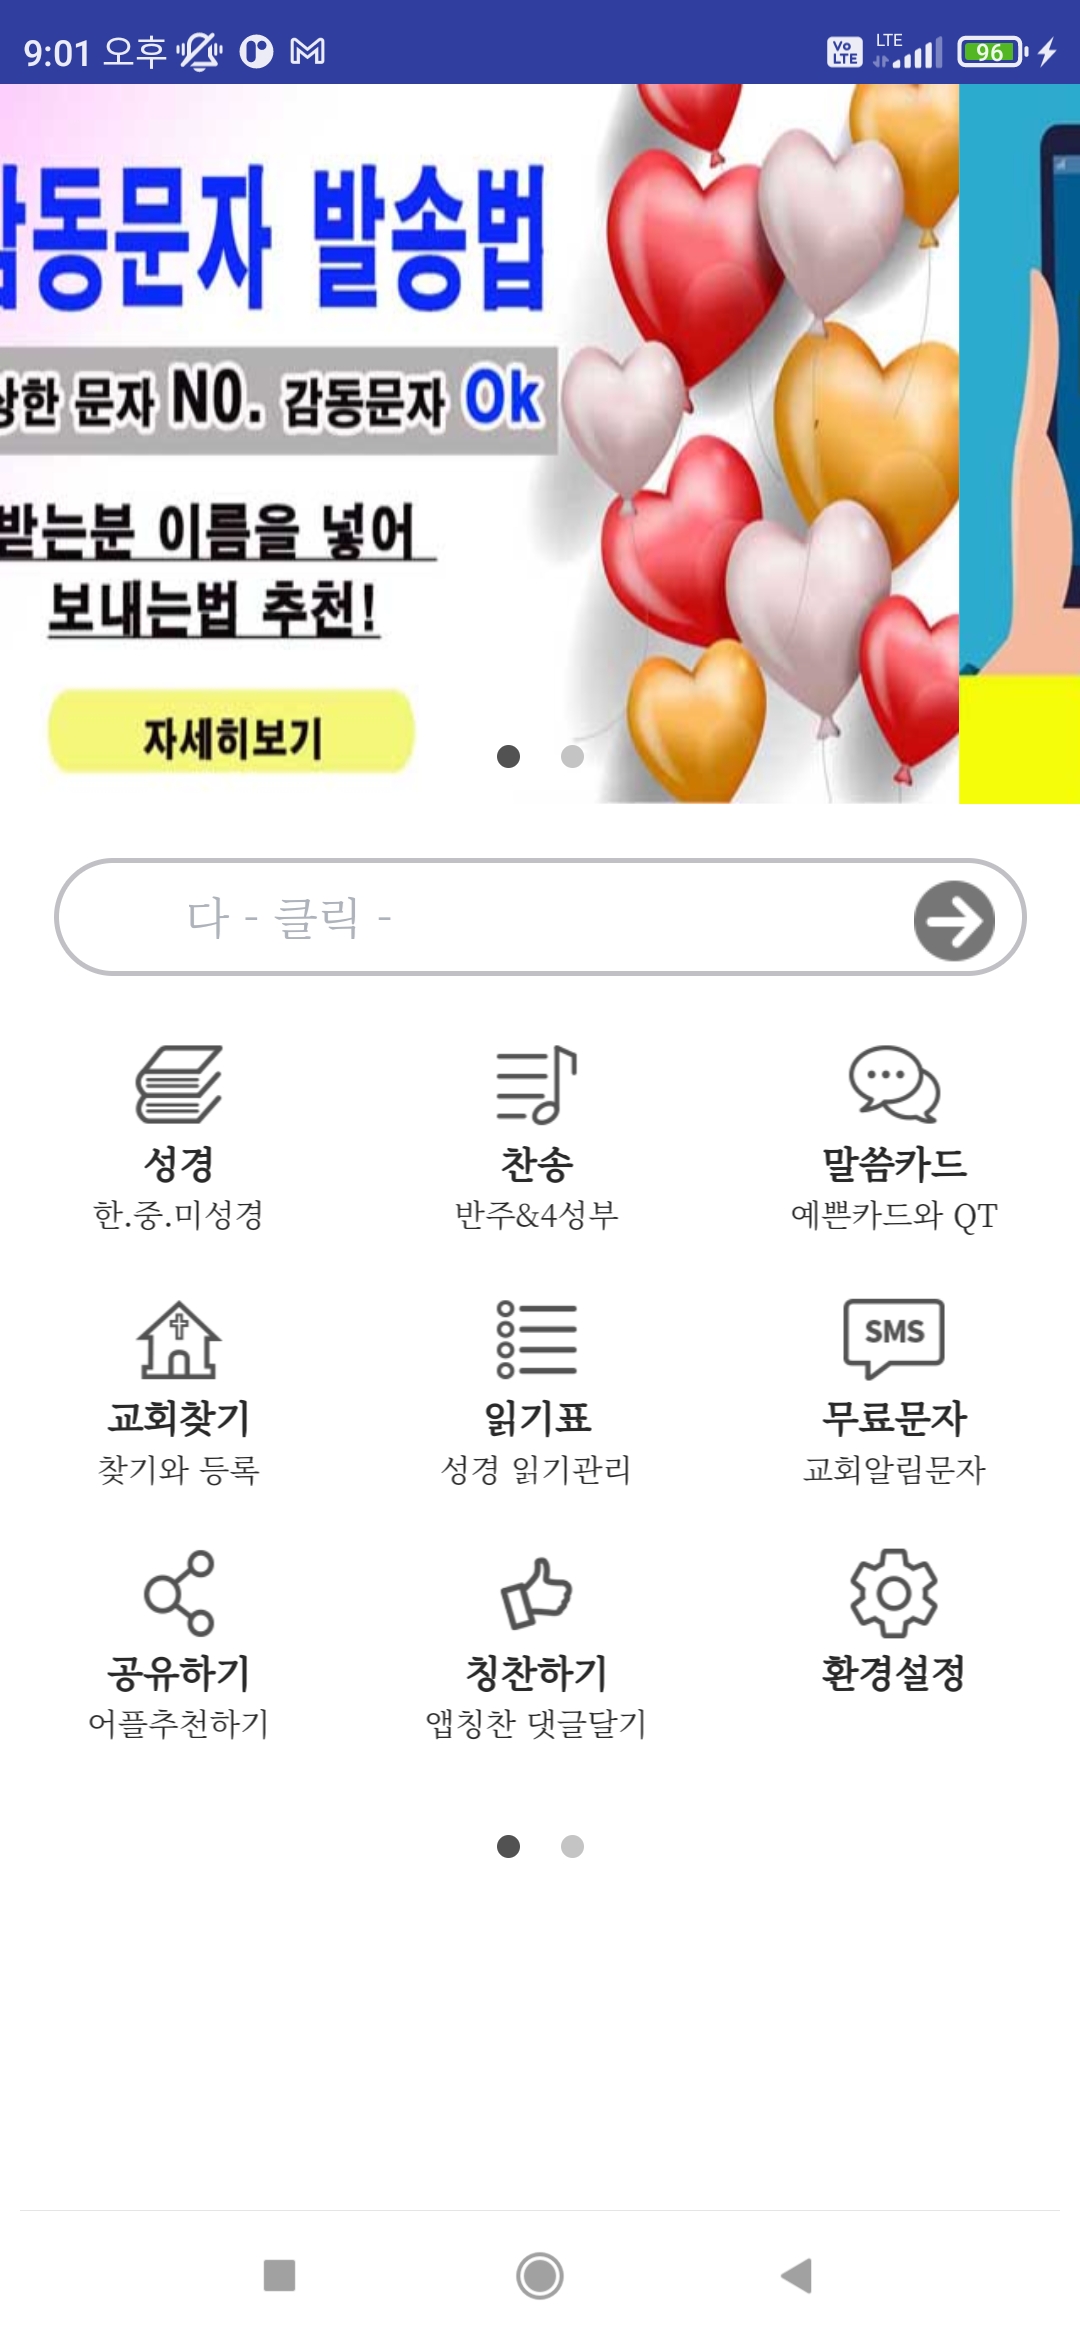 9:01 오후
Vo LTE
LTE
96
감동문자 발송법
상한 문자 NO. 감동문자 Ok
받는분 이름을 넣어
보내는법 추천!
자세히보기
다 - 클릭 -
성경
한.중.미성경
찬송
반주&4성부
말씀카드
예쁜카드와 QT
교회찾기
찾기와 등록
읽기표
성경 읽기관리
SMS
무료문자
교회알림문자
공유하기
어플추천하기
칭찬하기
앱칭찬 댓글달기
환경설정